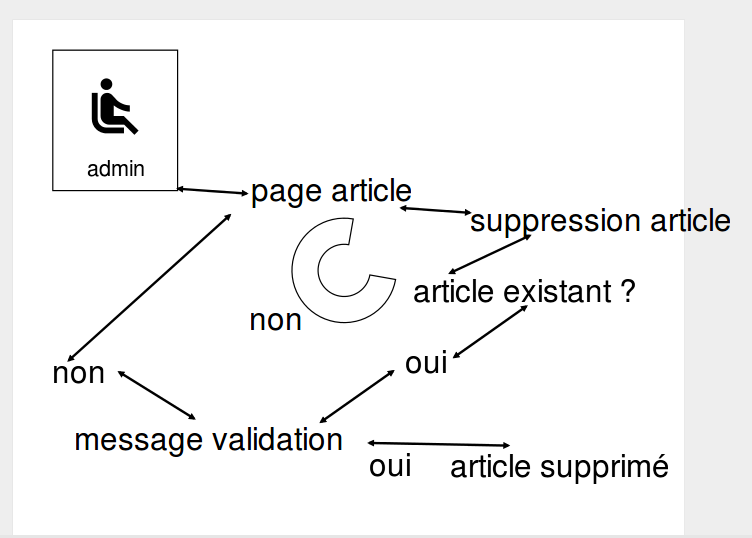 admin
page article
suppression article
article existant ?
non
oui
non
message validation
oui
article supprimé